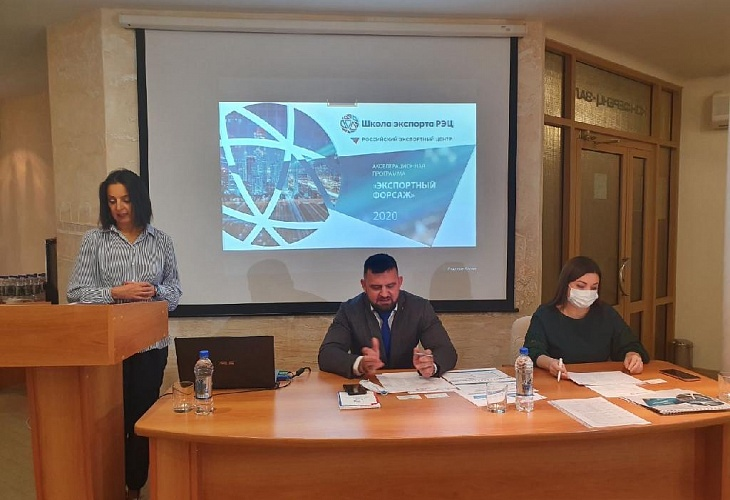 Школа экспорта РЭЦ
РОССИЙСКИЙ ЭКСПОРТНЫЙ ЦЕНТР
АКСЕЛЕРАЦИОННАЯ
ПРОГРАММА
«ЭКСПОРТНЫЙ
ФОРСАЖ»
2020